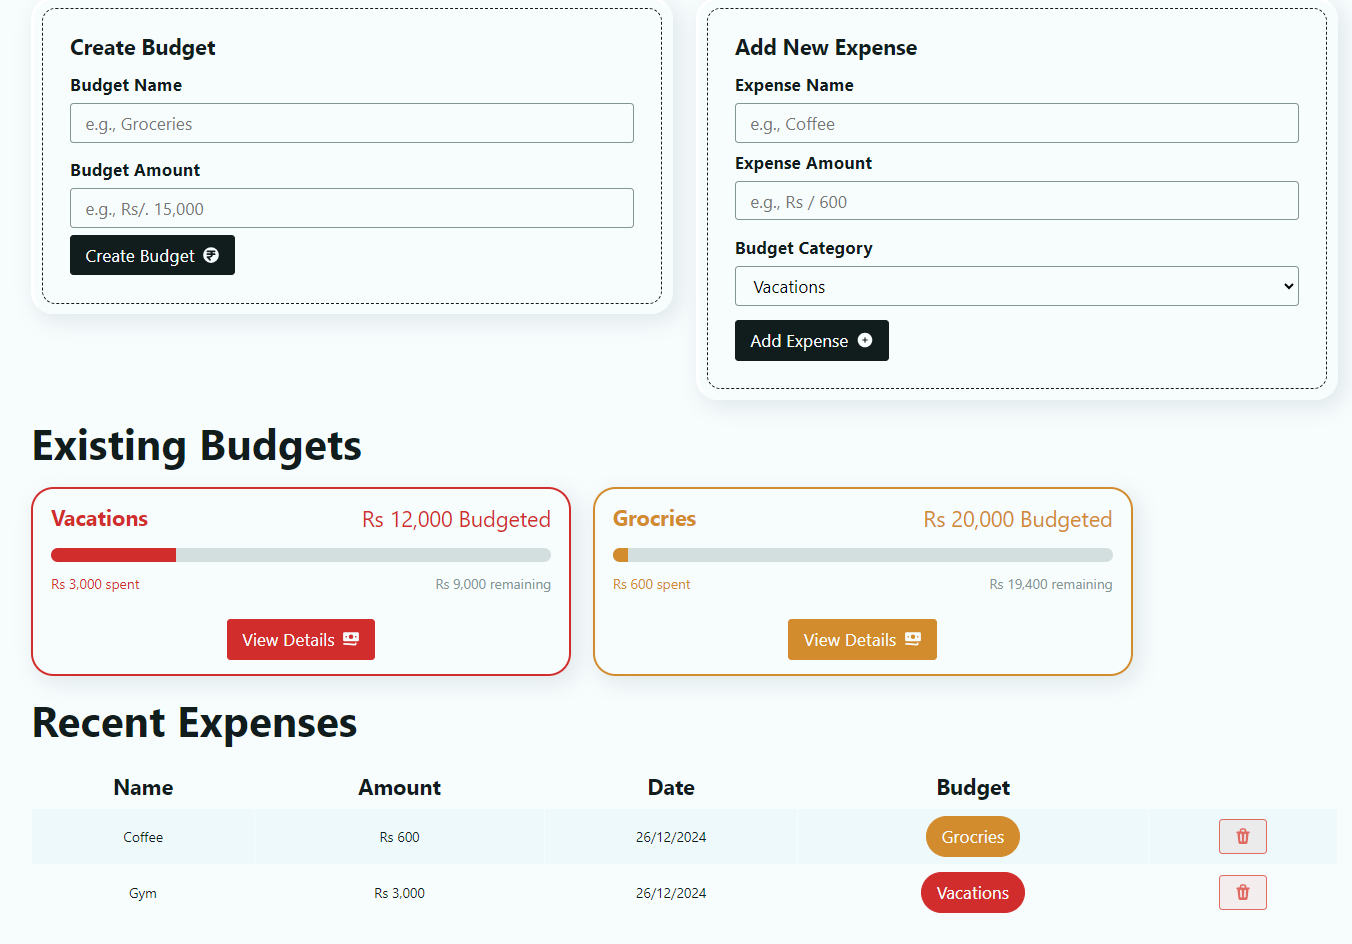 Create Budget
Budget Name
e.g., Groceries
Budget Amount
e.g., Rs/. 15,000
Create Budget
Add New Expense
Expense Name
e.g., Coffee
Expense Amount
e.g., Rs / 600
Budget Category
Vacations
Add Expense
Existing Budgets
Vacations Rs 12,000 Budgeted
Rs 3,000 spent Rs 9,000 remaining
View Details
Grocries Rs 20,000 Budgeted
Rs 600 spent Rs 19,400 remaining
View Details
Recent Expenses
Name Amount Date Budget
Coffee Rs 600 26/12/2024 Grocries
Gym Rs 3,000 26/12/2024 Vacations